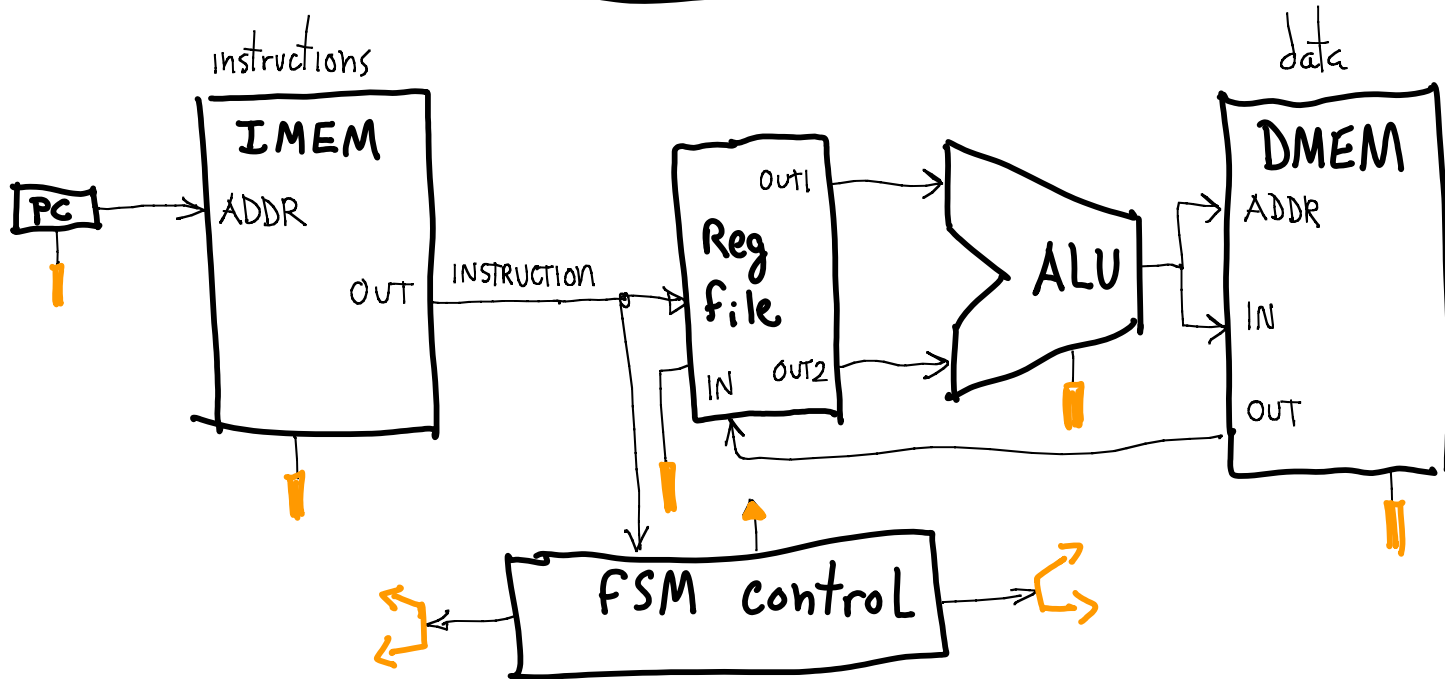 instructions
data
IMEM
DMEM
PC
ADDR
OUT
INSTRUCTION
Reg
file
OUT1
OUT2
IN
ALU
ADDR
IN
OUT
FSM control